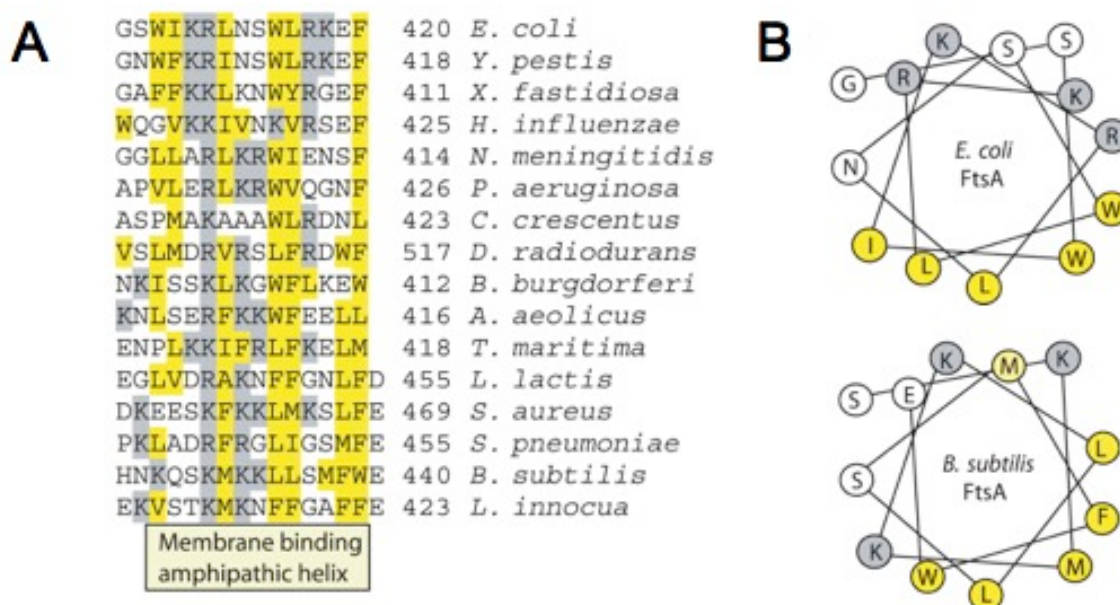 A
GSWIKRLNSWLRKEF 420 E. coli
GNWFKRINSWLRKEF 418 Y. pestis
GAFFKKLKNWYRGEF 411 X. fastidiosa
WQGVKKIVNKVRSEF 425 H. influenzae
GGLLARLKRWIENSF 414 N. meningitidis
APVLERLKRWVQGNF 426 P. aeruginosa
ASPMAKAAAWLRDNL 423 C. crescentus
VSLMDRVRSLFRDWF 517 D. radiodurans
NKISSKLKGWFLKEW 412 B. burgdorferi
KNLSERFKKWFEELL 416 A. aeolicus
ENPLKKIFRLFKELM 418 T. maritima
EGLVDRAKNFFGNLFD 455 L. lactis
DKEESKFKKLMKSLFE 469 S. aureus
PKLADRFRGLIGSMFE 455 S. pneumoniae
HNKQSKMKKLLSMFWE 440 B. subtilis
EKVSTKMKNFFGAFFE 423 L. innocua
Membrane binding
amphipathic helix
B
K S S
G R K
R
N
W
I L L W
E. coli
FtsA
K M K
S E
L
S
F
K W L M
B. subtilis
FtsA